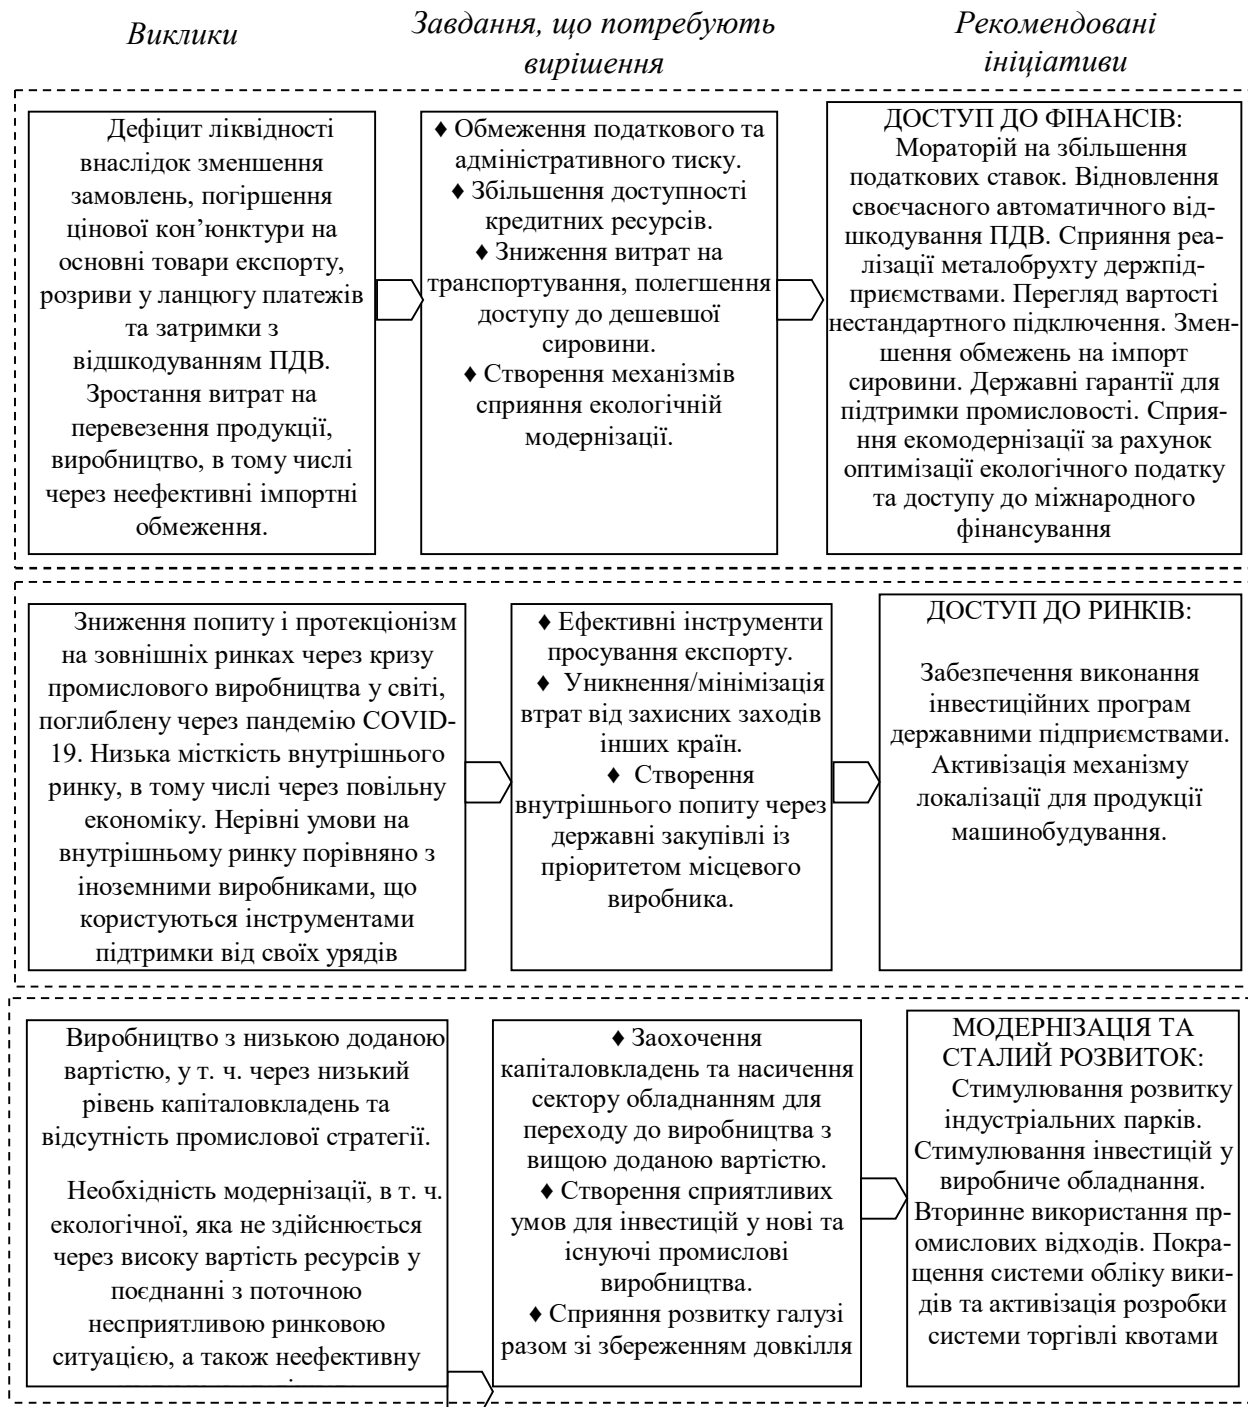 Виклики
Завдання, що потребують
вирішення
Рекомендовані
ініціативи
Дефіцит ліквідності
внаслідок зменшення
замовлень, погіршення
цінової кон’юнктури на
основні товари експорту,
розриви у ланцюгу платежів
та затримки з
відшкодуванням ПДВ.
Зростання витрат на
перевезення продукції,
виробництво, в тому числі
через неефективні імпортні
обмеження.
♦ Обмеження податкового та
адміністративного тиску.
♦ Збільшення доступності
кредитних ресурсів.
♦ Зниження витрат на
транспортування, полегшення
доступу до дешевшої
сировини.
♦ Створення механізмів
сприяння екологічній
модернізації.
ДОСТУП ДО ФІНАНСІВ:
Мораторій на збільшення
податкових ставок. Відновлення
своєчасного автоматичного від-
шкодування ПДВ. Сприяння реа-
лізації металобрухту держпід-
приємствами. Перегляд вартості
нестандартного підключення. Змен-
шення обмежень на імпорт
сировини. Державні гарантії для
підтримки промисловості. Сприя-
ння екомодернізації за рахунок
оптимізації екологічного податку
та доступу до міжнародного
фінансування
Зниження попиту і протекціонізм
на зовнішніх ринках через кризу
промислового виробництва у світі,
поглиблену через пандемію COVID-
19. Низька місткість внутрішнього
ринку, в тому числі через повільну
економіку. Нерівні умови на
внутрішньому ринку порівняно з
іноземними виробниками, що
користуються інструментами
підтримки від своїх урядів
♦ Ефективні інструменти
просування експорту.
♦ Уникнення/мінімізація
втрат від захисних заходів
інших країн.
♦ Створення
внутрішнього попиту через
державні закупівлі із
пріоритетом місцевого
виробника.
ДОСТУП ДО РИНКІВ:
Забезпечення виконання
інвестиційних програм
державними підприємствами.
Активізація механізму
локалізації для продукції
машинобудування.
Виробництво з низькою доданою
вартістю, у т. ч. через низький
рівень капіталовкладень та
відсутність промислової стратегії.
Необхідність модернізації, в т. ч.
екологічної, яка не здійснюється
через високу вартість ресурсів у
поєднанні з поточною
несприятливою ринковою
ситуацією, а також неефективну
♦ Заохочення
капіталовкладень та насичення
сектору обладнанням для
переходу до виробництва з
вищою доданою вартістю.
♦ Створення сприятливих
умов для інвестицій у нові та
існуючі промислові
виробництва.
♦ Сприяння розвитку галузі
разом зі збереженням довкілля
МОДЕРНІЗАЦІЯ ТА
СТАЛИЙ РОЗВИТОК:
Стимулювання розвитку
індустріальних парків.
Стимулювання інвестицій у
виробниче обладнання.
Вторинне використання пр-
омислових відходів. Покра-
щення системи обліку вики-
дів та активізація розробки
системи торгівлі квотами